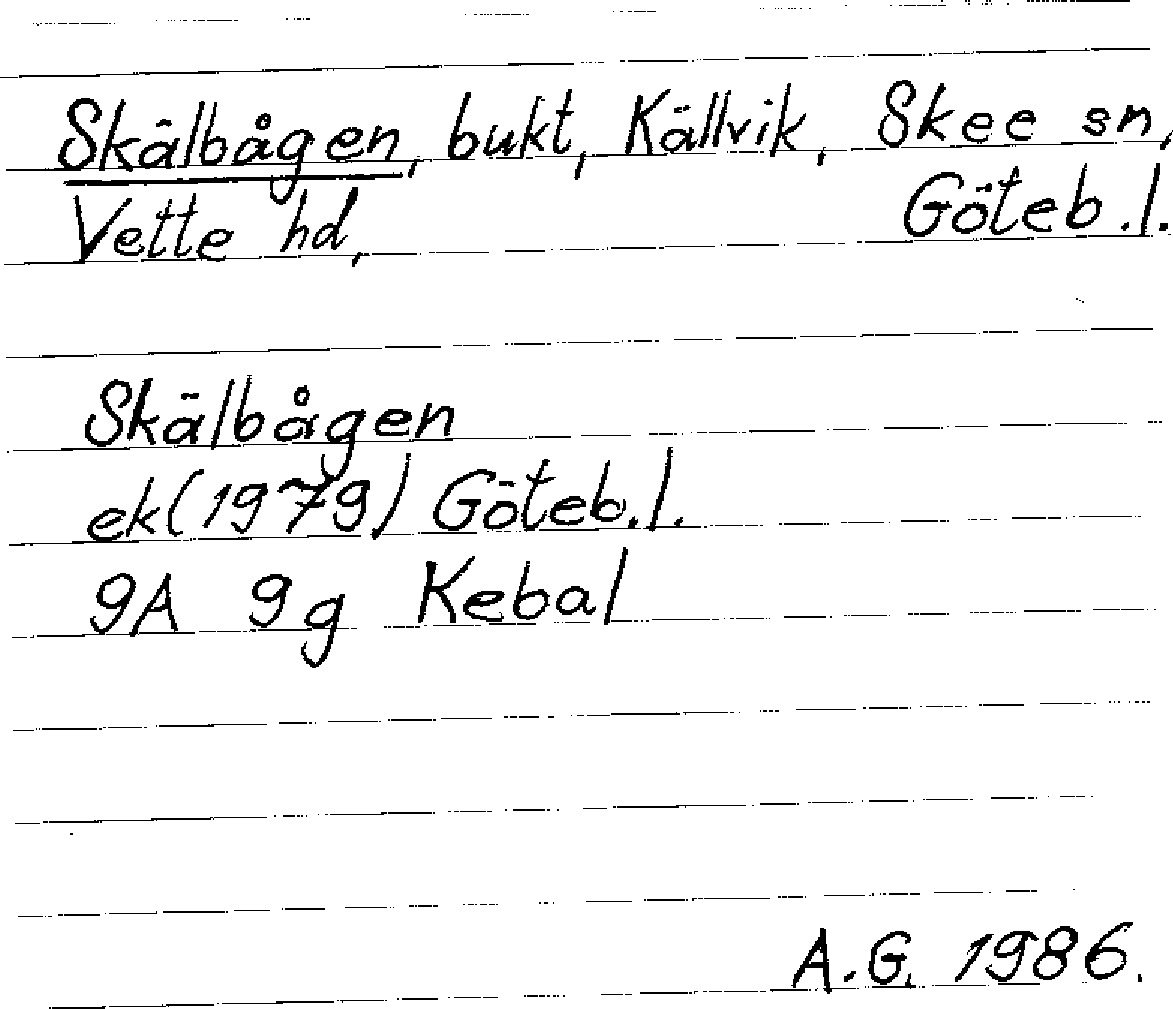 Skälbågen, bukt, Källvik, Skee sn,
Vette hd, Göteb.l.
Skälbågen
ek(1979) Göteb.l.
9A 9g Kebal
A.G. 1986.